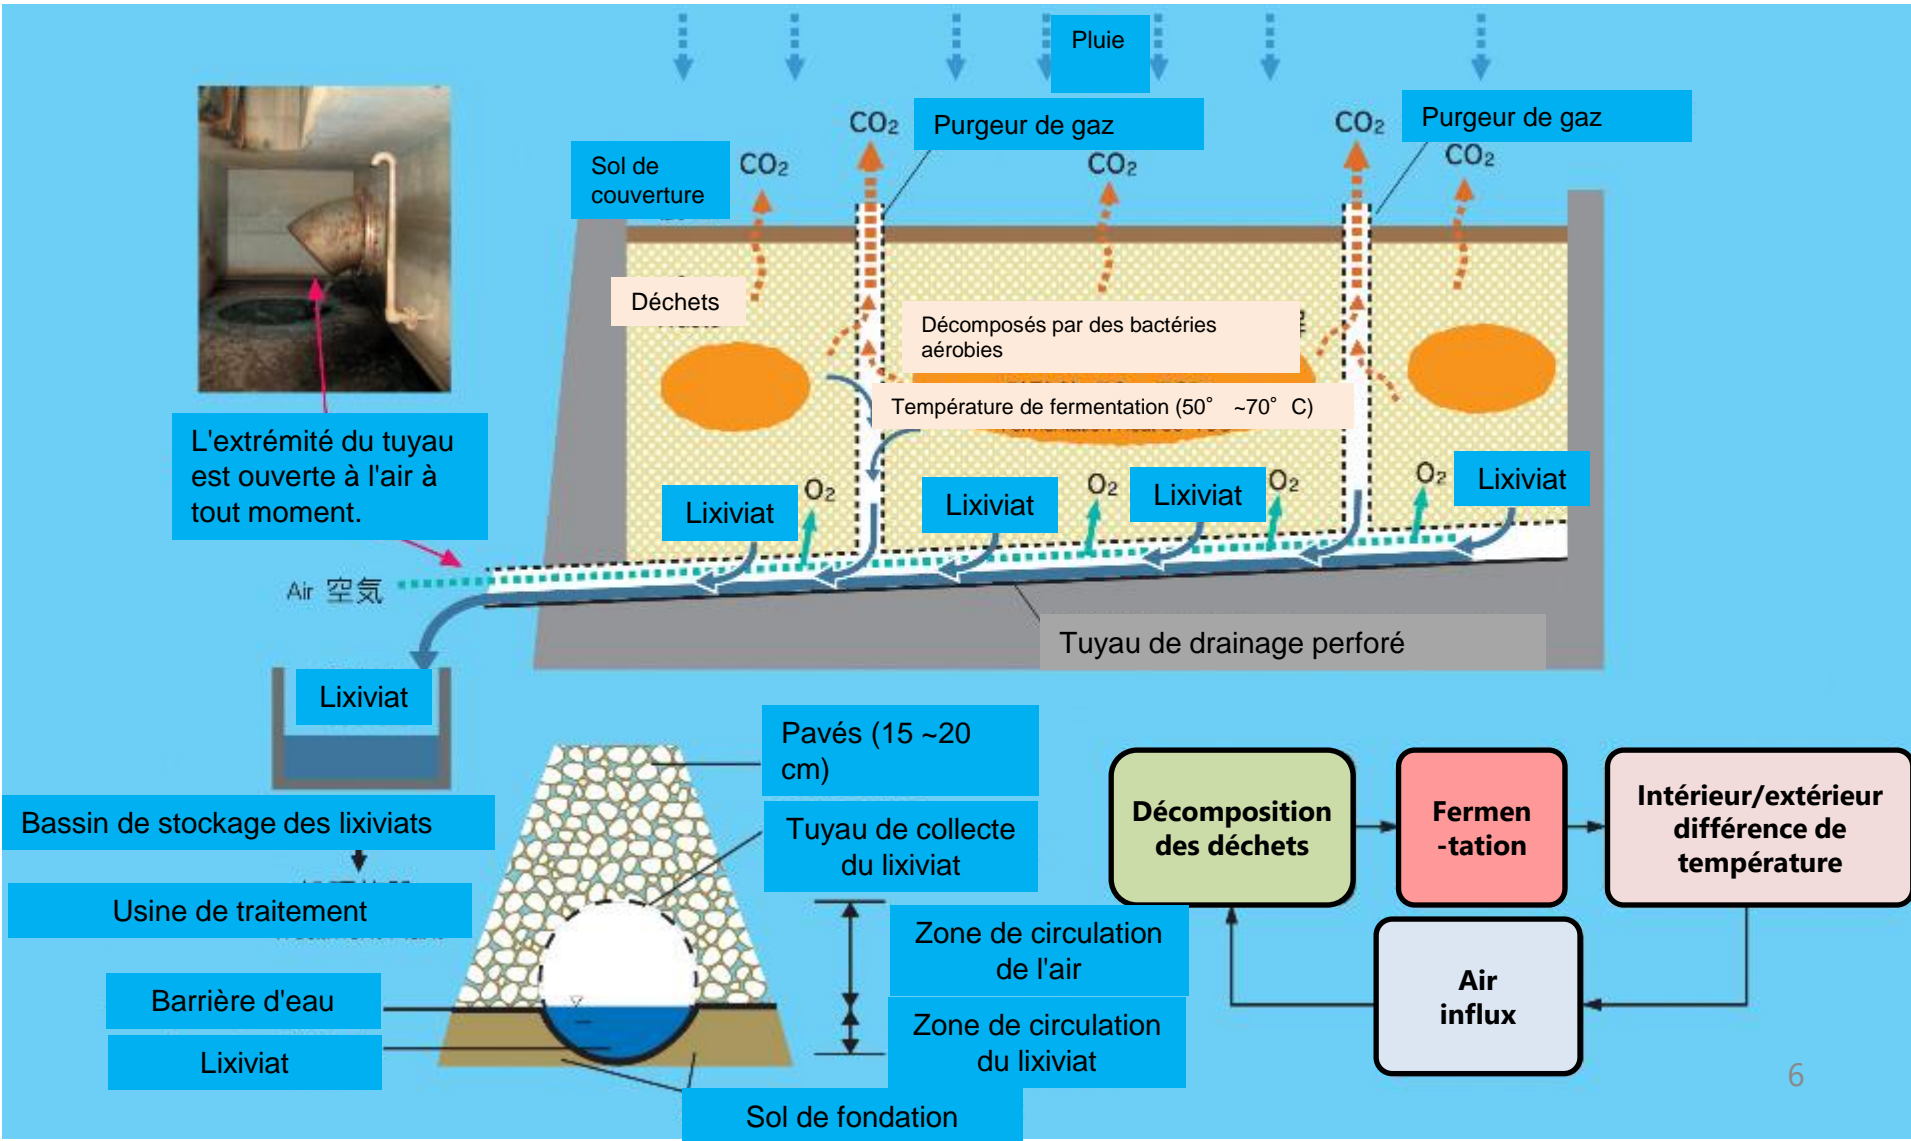 Pluie
CO₂
Purgeur de gaz
CO₂
Purgeur de gaz
Sol de
couverture
CO₂
CO₂
CO₂
Déchets
Décomposés par des bactéries
aérobies
Température de fermentation (50° ~70° C)
L'extrémité du tuyau
est ouverte à l'air à
tout moment.
Lixiviat
O₂
Lixiviat
O₂
Lixiviat
O₂
O₂
Lixiviat
Air 空気
Tuyau de drainage perforé
Lixiviat
Bassin de stockage des lixiviats
Usine de traitement
Pavés (15 ~20
cm)
Tuyau de collecte
du lixiviat
Zone de circulation
de l'air
Zone de circulation
du lixiviat
Barrière d'eau
Lixiviat
Sol de fondation
Décomposition
des déchets
Fermen
-tation
Intérieur/extérieur
différence de
température
Air
influx
6